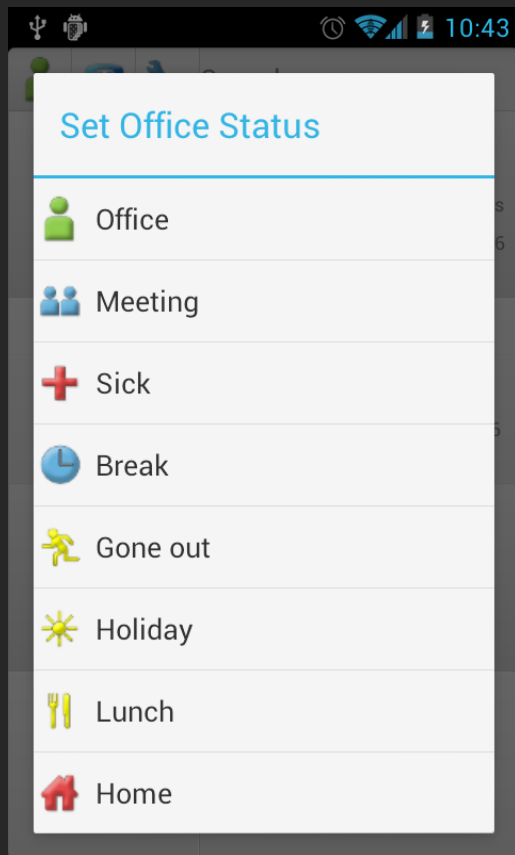 10:43
Set Office Status
Office
Meeting
Sick
Break
Gone out
Holiday
Lunch
Home